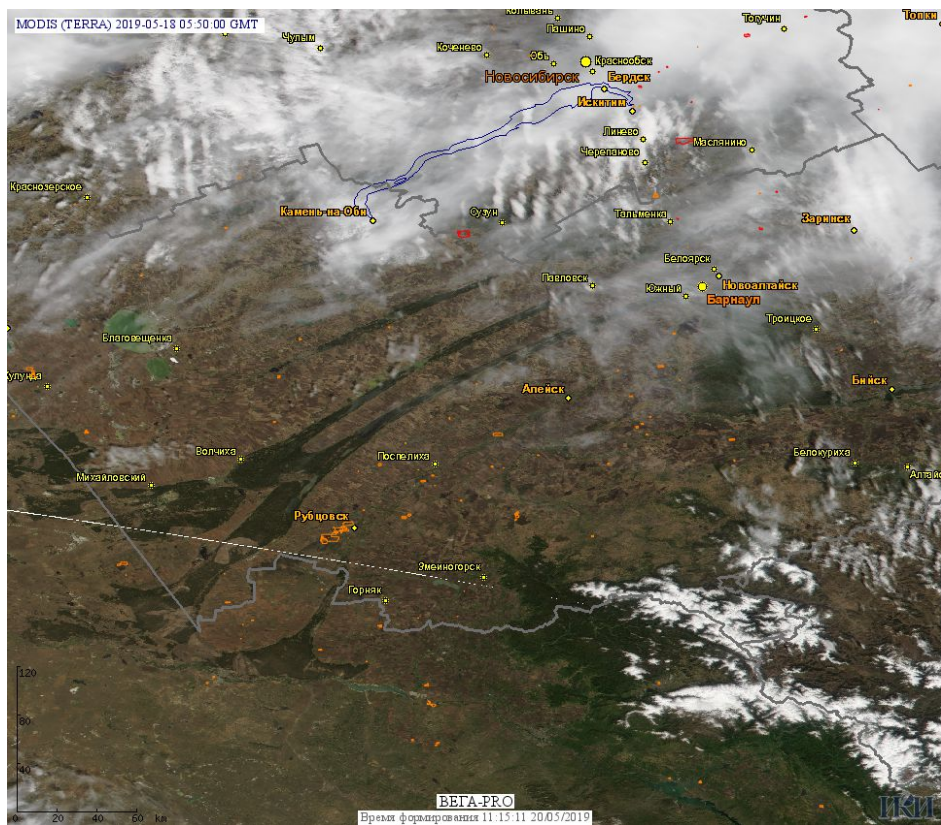 MODIS (TERRA) 2019-05-18 05:50:00 GMT
Колывань
Тогучин
Топки
Пашино
Чулым
Коченево
Обь
Краснообск
Новосибирск
Бердск
Искитим
Линево
Черепаново
Маслянино
Краснозерское
Камень-на-Оби
Сузун
Тальменка
Заринск
Белоярск
Павловск
Южный
Новоалтайск
Барнаул
Троицкое
Благовещенка
Кулунда
Алейск
Бийск
Волчиха
Поспелиха
Белокуриха
Михайловский
Алтайс
Рубцовск
Змеиногорск
Горняк
120
80
40
0 20 40 60 km
ВЕГА-PRO
Время формирования 11:15:11 20/05/2019
ИКИ